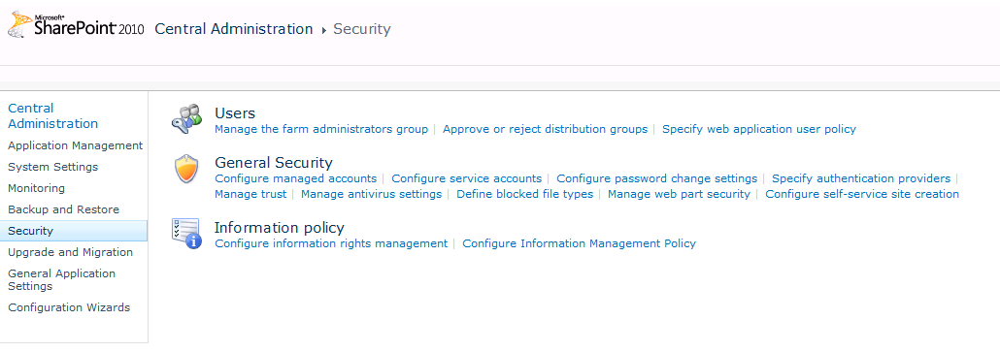 Microsoft®
SharePoint® 2010 Central Administration Security
Central
Administration
Application Management
System Settings
Monitoring
Backup and Restore
Security
Upgrade and Migration
General Application
Settings
Configuration Wizards
Users
Manage the farm administrators group | Approve or reject distribution groups | Specify web application user policy
General Security
Configure managed accounts | Configure service accounts | Configure password change settings | Specify authentication providers |
Manage trust | Manage antivirus settings | Define blocked file types | Manage web part security | Configure self-service site creation
Information policy
Configure information rights management | Configure Information Management Policy